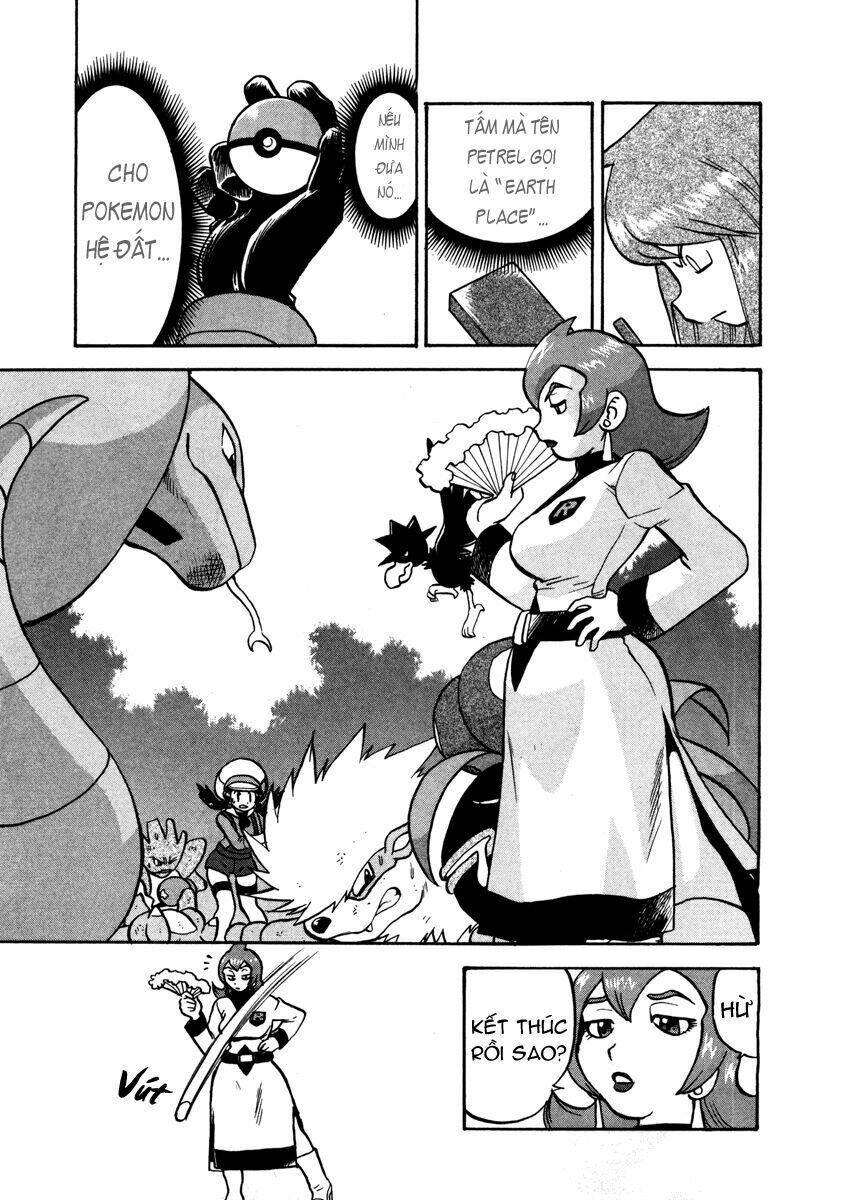 TẤM MÀ TÊN
PETREL GỌI
LÀ “EARTH
PLACE”...
NẾU
MÌNH
ĐƯA
NÓ...
CHO
POKEMON
HỆ ĐẤT...
R
HỪ
KẾT THÚC
RỒI SAO?
R
Vút